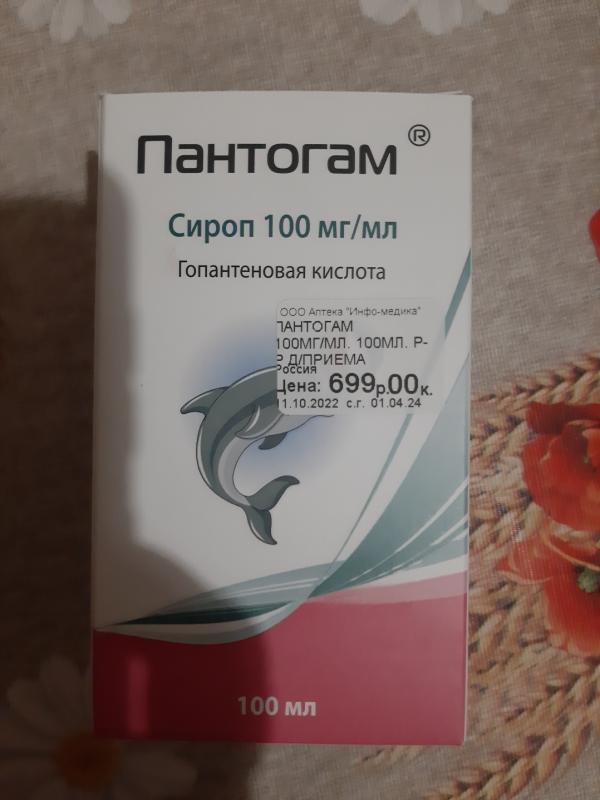 Пантогам®
Сироп 100 мг/мл
Гопантеновая кислота
ООО Аптека "Инфо-медика"
ПАНТОГАМ
100МГ/МЛ. 100МЛ. Р-
Р Д/ПРИЕМА
Россия
Цена: 699р.00к.
11.10.2022 с.г. 01.04.24
100 мл